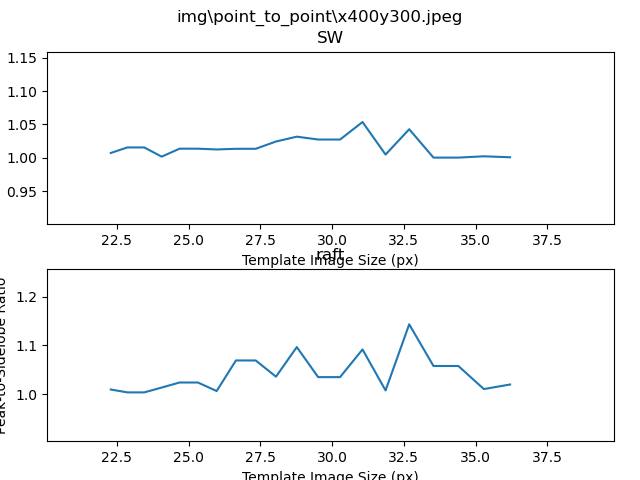 img\point_to_point\x400y300.jpeg
SW
1.15
1.10
1.05
1.00
0.95
22.5 25.0 27.5 30.0 32.5 35.0 37.5
Template Image Size (px)
raft
Peak-to-Sidelobe Ratio
1.2
1.1
1.0
22.5 25.0 27.5 30.0 32.5 35.0 37.5
Template Image Size (px)